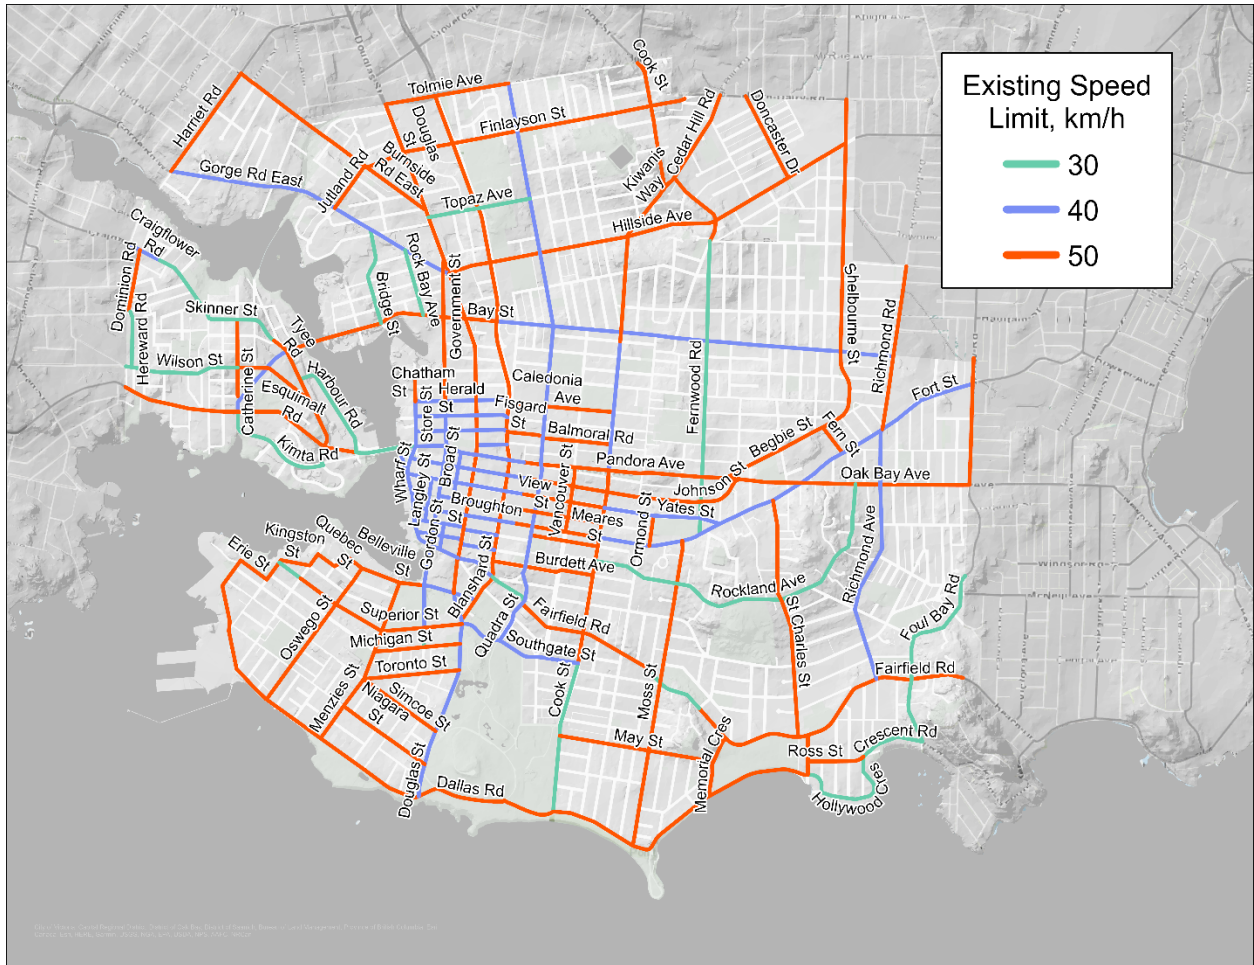 Existing Speed
Limit, km/h
30
40
50
Cook St
Tolmie Ave
Harriet Rd
Douglas
St
Finlayson St
Cedar Hill Rd
Doncaster Dr
Burnside
Rd East
Kiwanis
Way
Gorge Rd East
Jutland Rd
Topaz Ave
Hillside Ave
Craigflower
Rd
Dominion Rd
Rock Bay Ave
Bridge St
Government St
Shelbourne St
Richmond Rd
Hereward Rd
Skinner St
Tyee
Rd
Bay St
Wilson St
Catherine St
Harbour Rd
Esquimalt
Rd
Kimta Rd
Chatham
St
Store St
Herald
St
Caledonia
Ave
Fisgard
St
Fernwood Rd
Fort St
Balmoral Rd
Begbie St
Fern St
Wharf St
Langley St
Broad St
Gordon St
Pandora Ave
View
St
Vancouver St
Johnson St
Oak Bay Ave
Yates St
Broughton
St
Meares
St
Ormond St
Richmond Ave
Quebec
St
Kingston
St
Belleville
St
Erie St
Blanshard St
Burdett Ave
Rockland Ave
Foul Bay Rd
Oswego St
Superior St
Quadra St
Fairfield Rd
St Charles St
Michigan St
Southgate St
Toronto St
Cook St
Moss St
Fairfield Rd
Menzies St
Simcoe St
Niagara
St
May St
Memorial Cres
Ross St
Crescent Rd
Hollywood
Cres
Douglas St
Dallas Rd